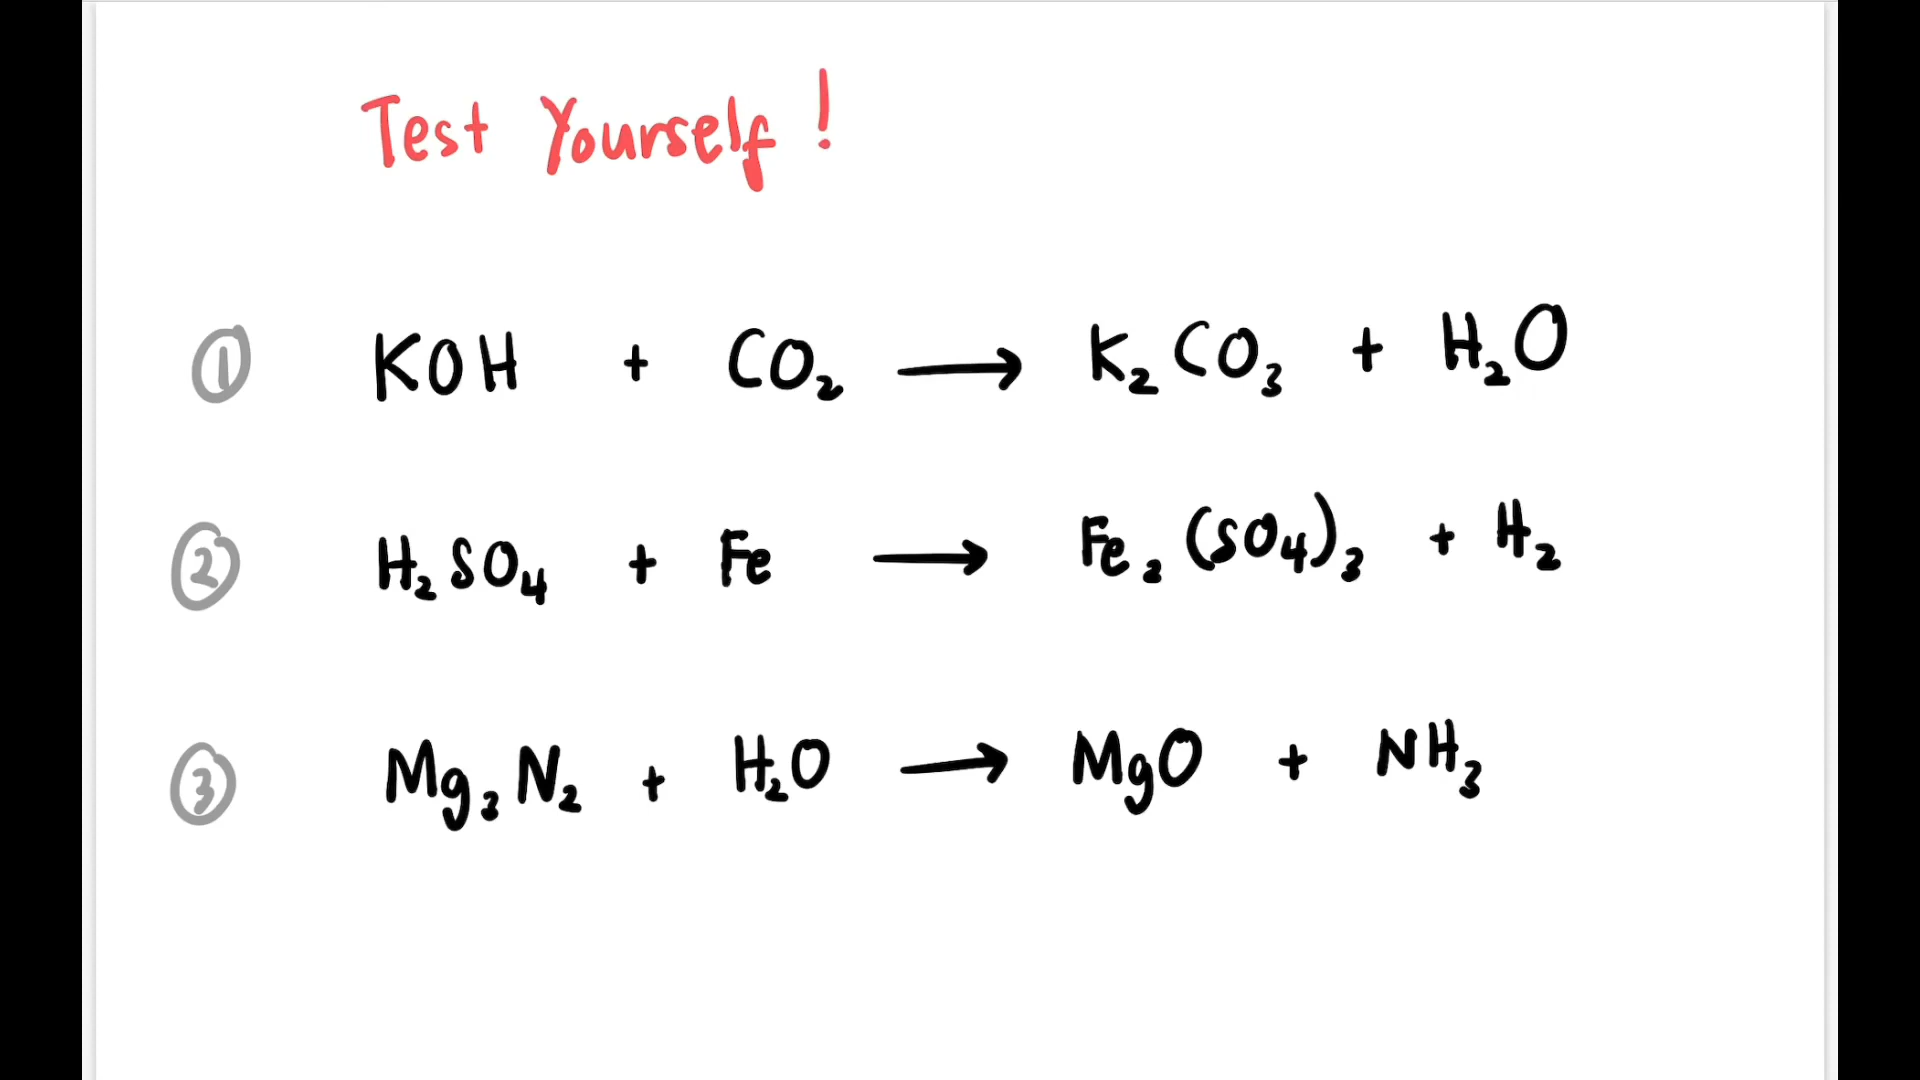 Test Yourself!
① KOH + CO₂ → K₂CO₃ + H₂O
② H₂SO₄ + Fe → Fe₂(SO₄)₃ + H₂
③ Mg₃N₂ + H₂O → MgO + NH₃